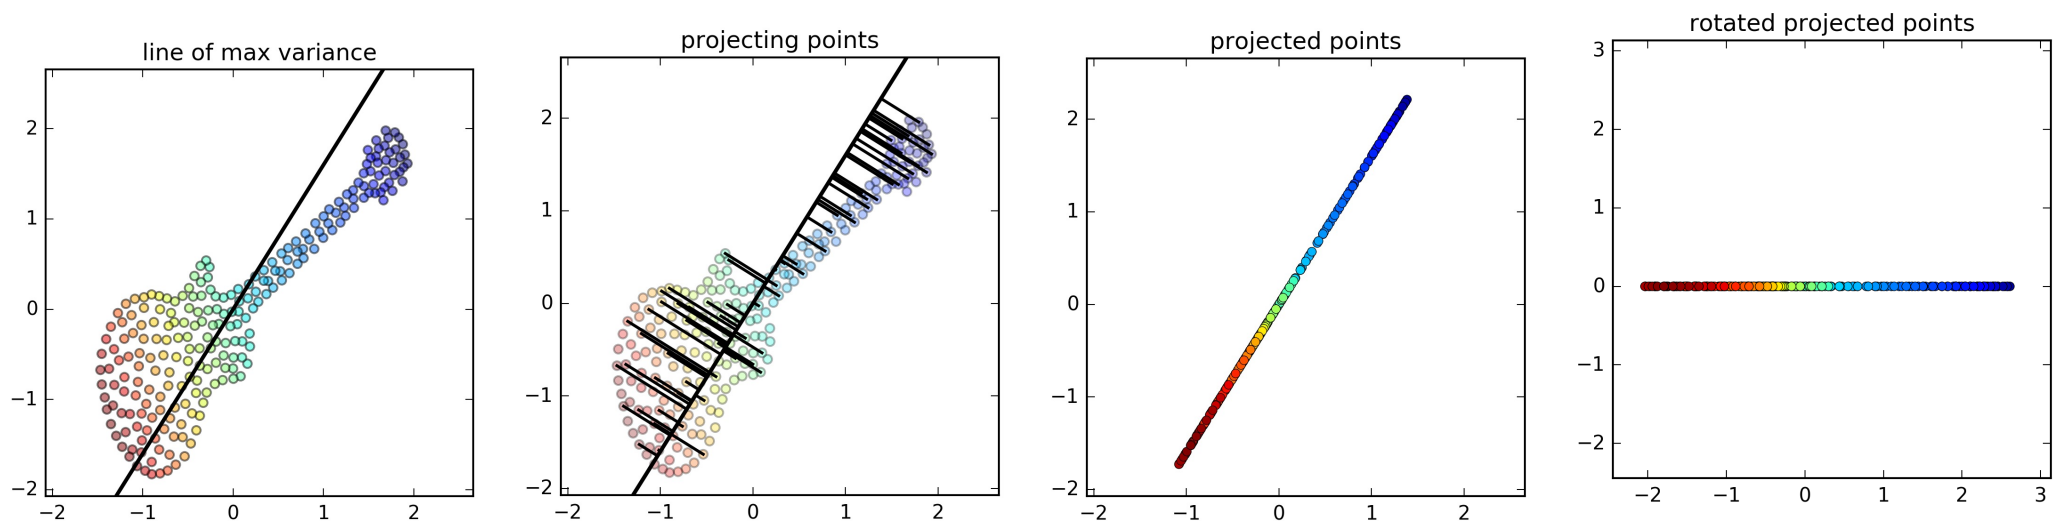 line of max variance
2
1
0
−1
−2
−2 −1 0 1 2
projecting points
2
1
0
−1
−2
−2 −1 0 1 2
projected points
2
1
0
−1
−2
−2 −1 0 1 2
rotated projected points
3
2
1
0
−1
−2
−2 −1 0 1 2 3